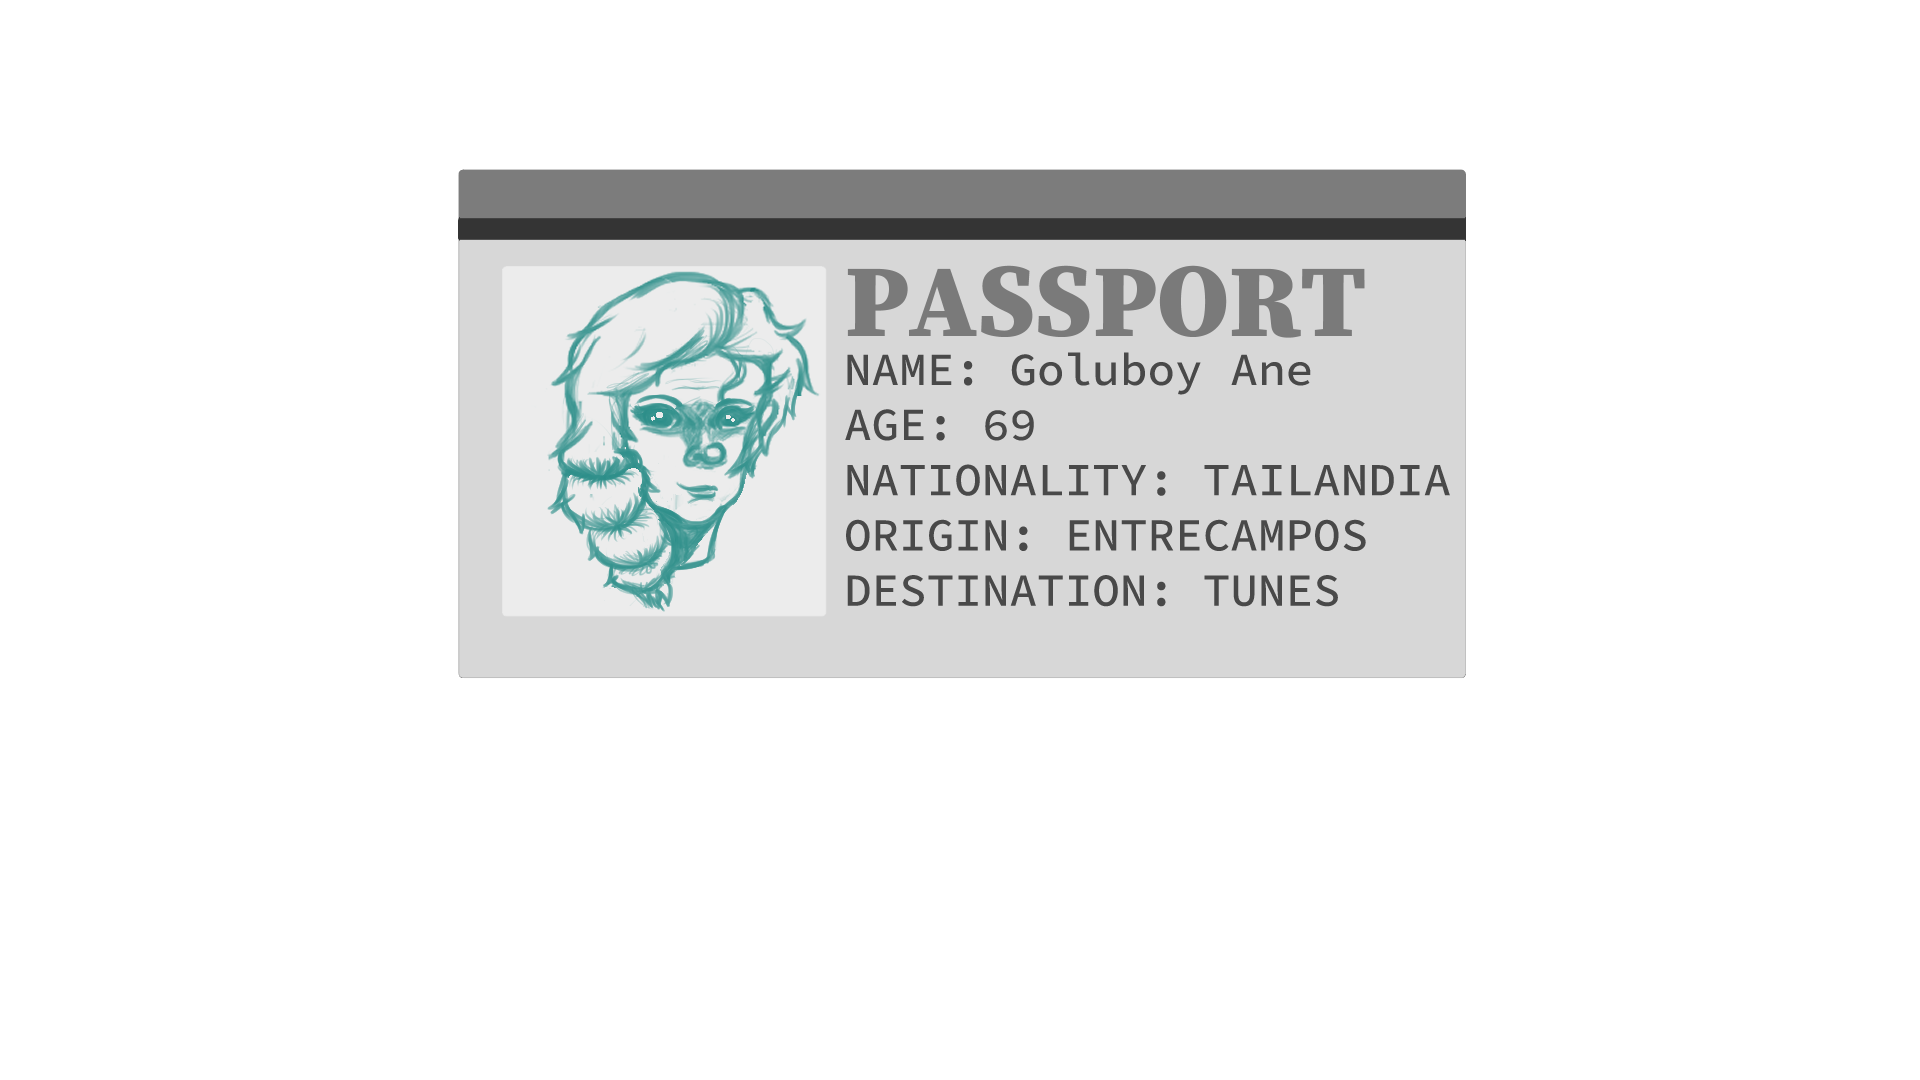 PASSPORT
NAME: Goluboy Ane
AGE: 69
NATIONALITY: TAILANDIA
ORIGIN: ENTRECAMPOS
DESTINATION: TUNES